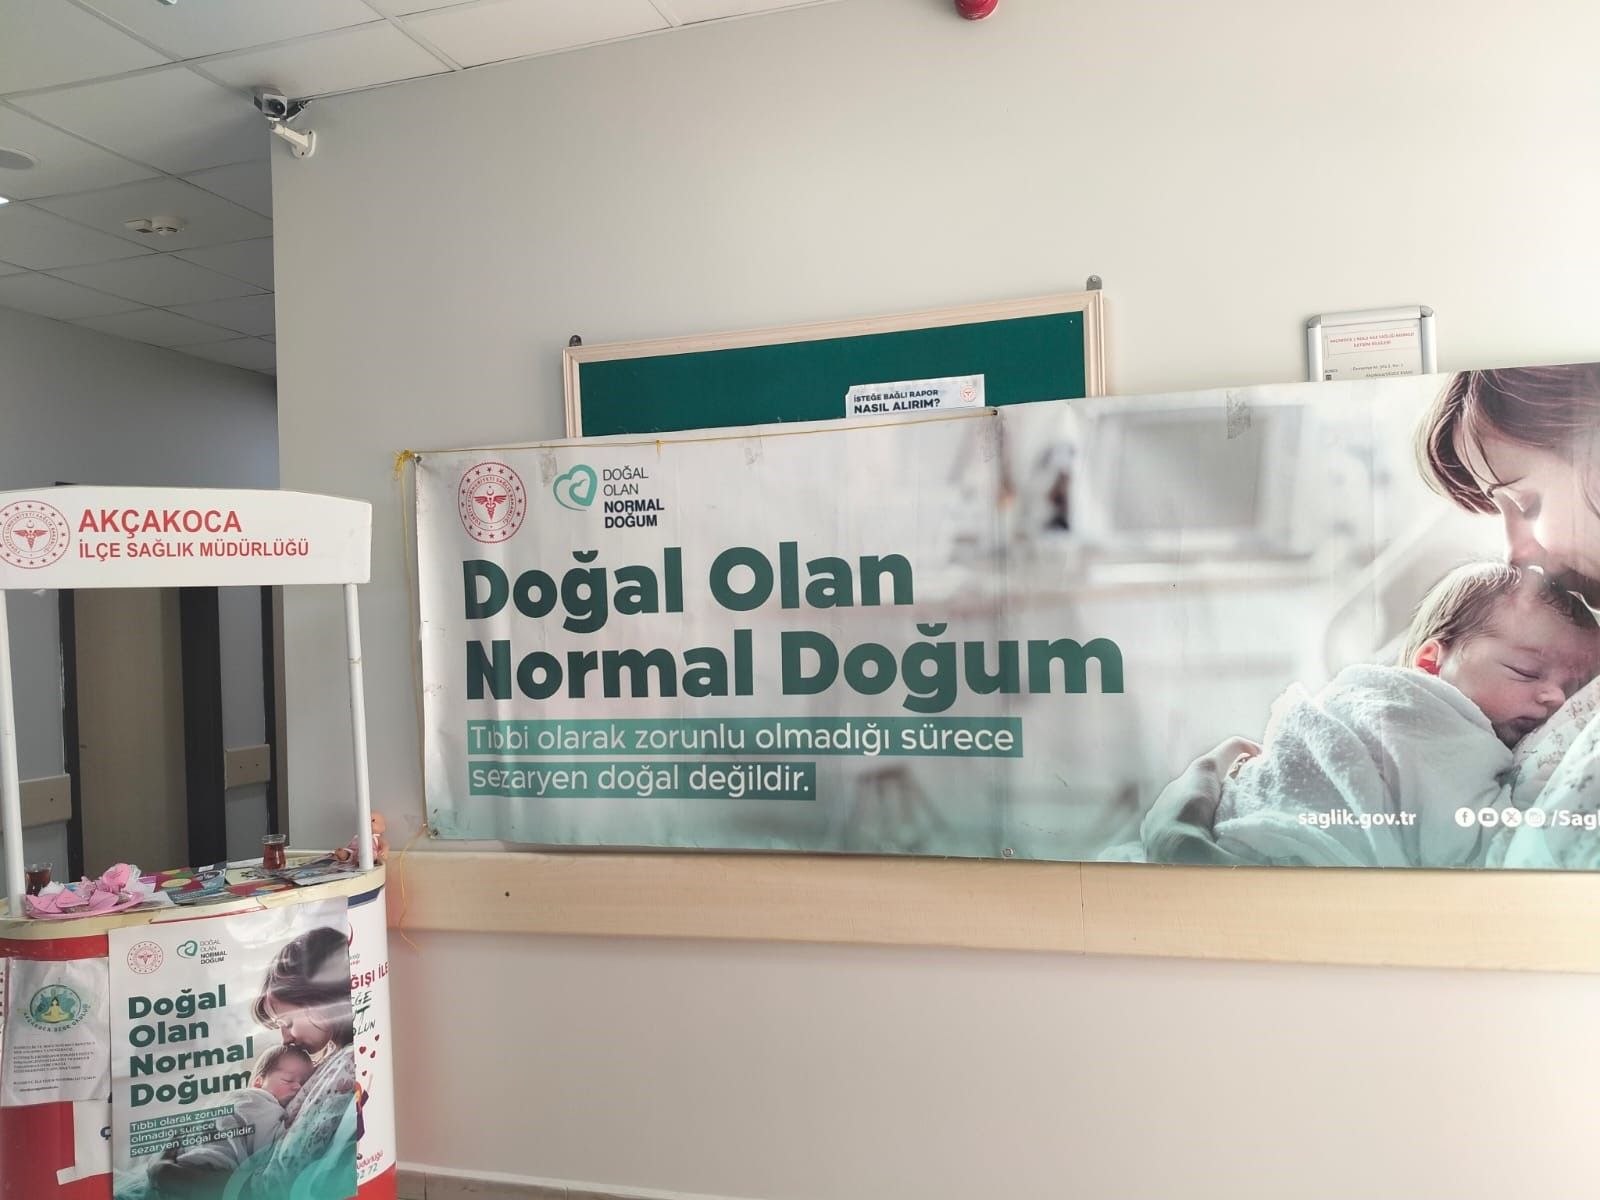 İSTEĞE BAĞLI RAPOR
NASIL ALIRIM?
DOĞAL
OLAN
NORMAL
DOĞUM
Doğal Olan
Normal Doğum
Tıbbi olarak zorunlu olmadığı sürece
sezaryen doğal değildir.
saglik.gov.tr
AKÇAKOCA
İLÇE SAĞLIK MÜDÜRLÜĞÜ
DOĞAL
OLAN
NORMAL
DOĞUM
Doğal
Olan
Normal
Doğum
Tıbbi olarak zorunlu
olmadığı sürece
sezaryen doğal değildir.